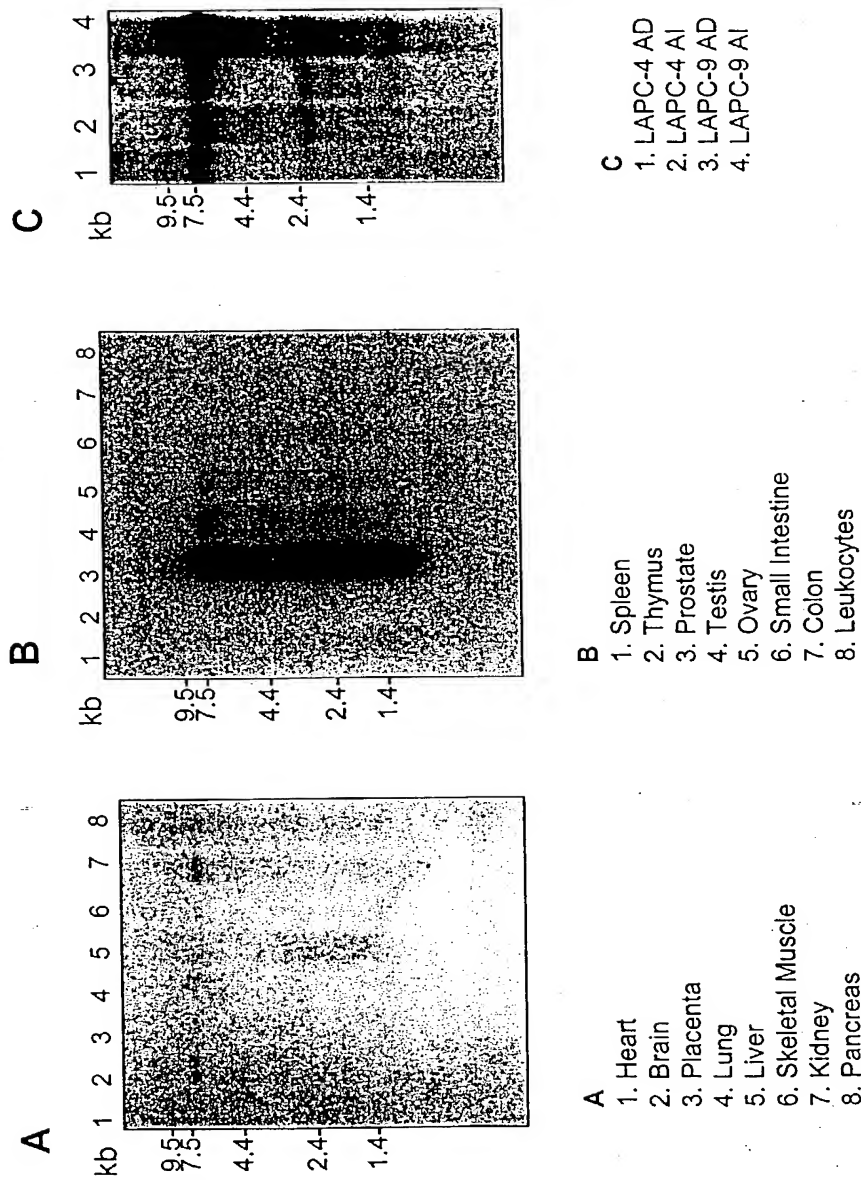 A
kb 1 2 3 4 5 6 7 8
9.5-
7.5-
4.4-
2.4-
1.4-
A
1. Heart
2. Brain
3. Placenta
4. Lung
5. Liver
6. Skeletal Muscle
7. Kidney
8. Pancreas
B
kb 1 2 3 4 5 6 7 8
9.5-
7.5-
4.4-
2.4-
1.4-
B
1. Spleen
2. Thymus
3. Prostate
4. Testis
5. Ovary
6. Small Intestine
7. Colon
8. Leukocytes
C
kb 1 2 3 4
9.5-
7.5-
4.4-
2.4-
1.4-
C
1. LAPC-4 AD
2. LAPC-4 AI
3. LAPC-9 AD
4. LAPC-9 AI